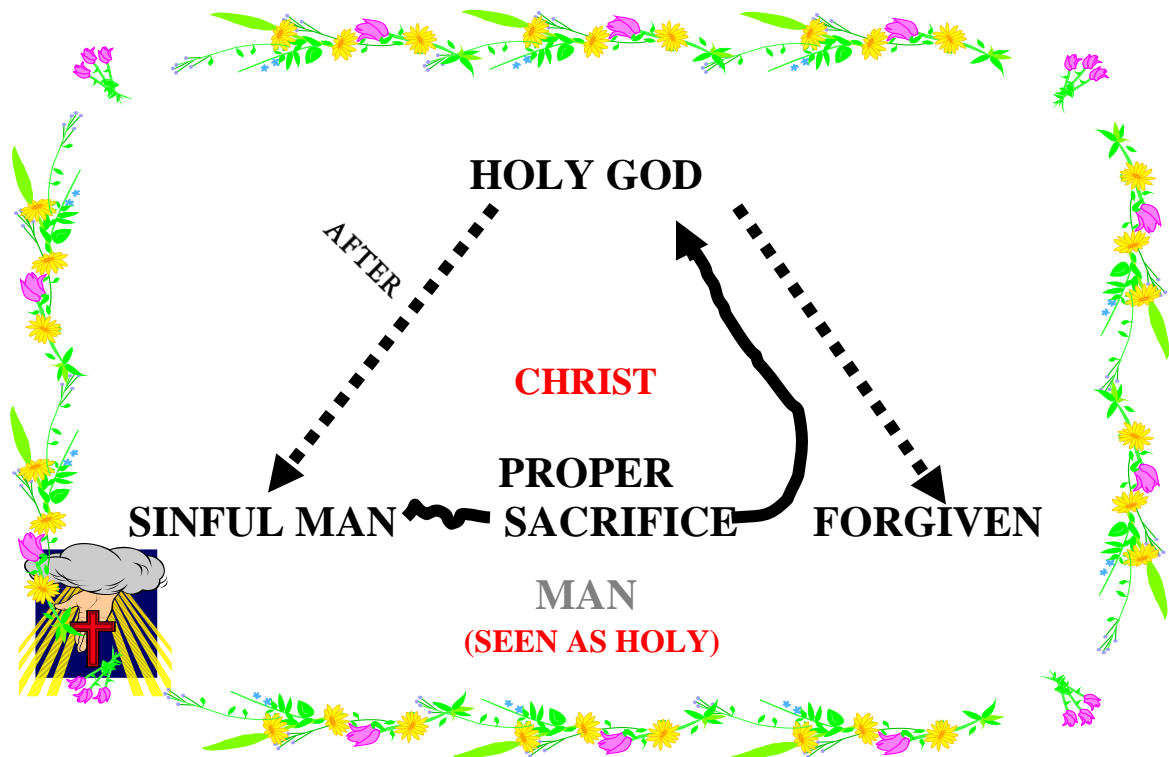 HOLY GOD
AFTER
CHRIST
PROPER
SINFUL MAN SACRIFICE FORGIVEN
MAN
(SEEN AS HOLY)